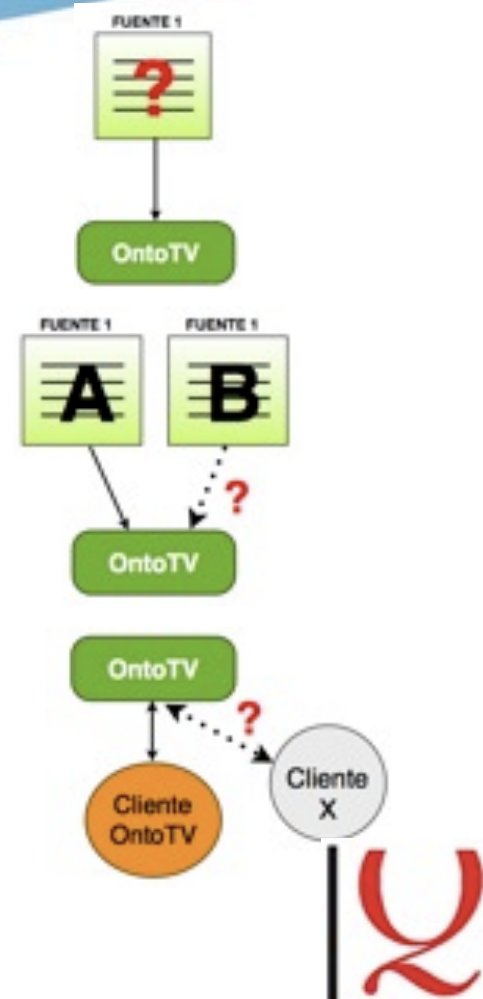 FUENTE 1
?
OntoTV
FUENTE 1 FUENTE 1
A B
?
OntoTV
OntoTV
?
Cliente
X
Cliente
OntoTV